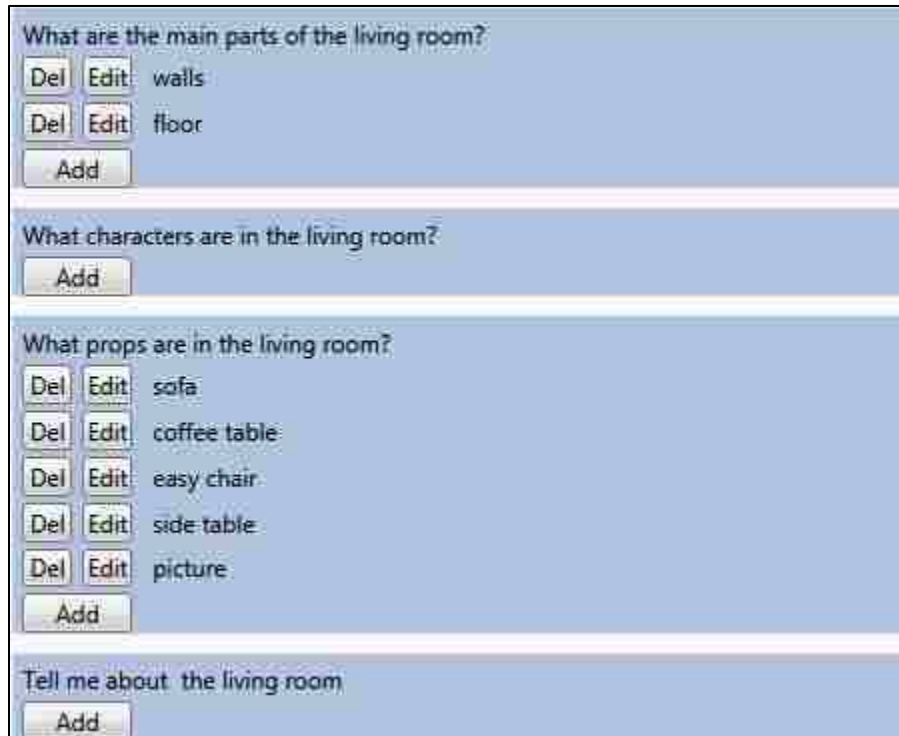 What are the main parts of the living room?
Del Edit walls
Del Edit floor
Add
What characters are in the living room?
Add
What props are in the living room?
Del Edit sofa
Del Edit coffee table
Del Edit easy chair
Del Edit side table
Del Edit picture
Add
Tell me about the living room
Add